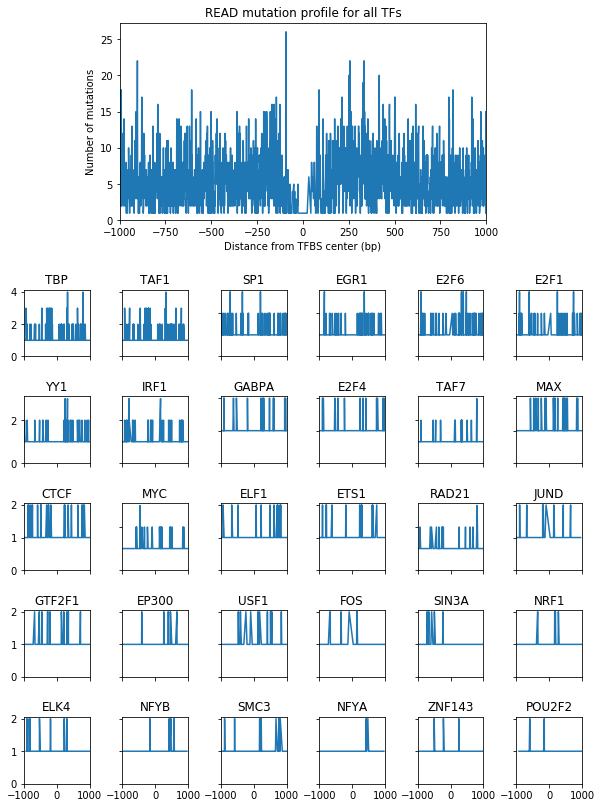 READ mutation profile for all TFs
Number of mutations
25
20
15
10
5
0
−1000 −750 −500 −250 0 250 500 750 1000
Distance from TFBS center (bp)
TBP TAF1 SP1 EGR1 E2F6 E2F1
4
2
0
YY1 IRF1 GABPA E2F4 TAF7 MAX
2
0
CTCF MYC ELF1 ETS1 RAD21 JUND
2
1
0
GTF2F1 EP300 USF1 FOS SIN3A NRF1
2
1
0
ELK4 NFYB SMC3 NFYA ZNF143 POU2F2
2
1
0
−1000 0 1000 −1000 0 1000 −1000 0 1000 −1000 0 1000 −1000 0 1000 −1000 0 1000